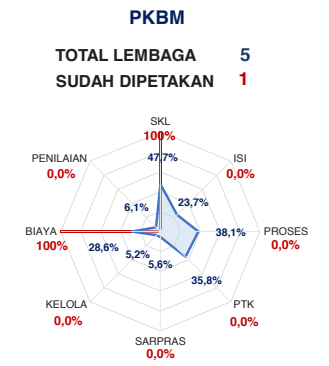 PKBM
TOTAL LEMBAGA 5
SUDAH DIPETAKAN 1
SKL
100%
47,7%
PENILAIAN
0,0%
ISI
0,0%
6,1%
23,7%
BIAYA
100%
28,6%
38,1%
PROSES
0,0%
5,2%
5,6%
35,8%
KELOLA
0,0%
PTK
0,0%
SARPRAS
0,0%